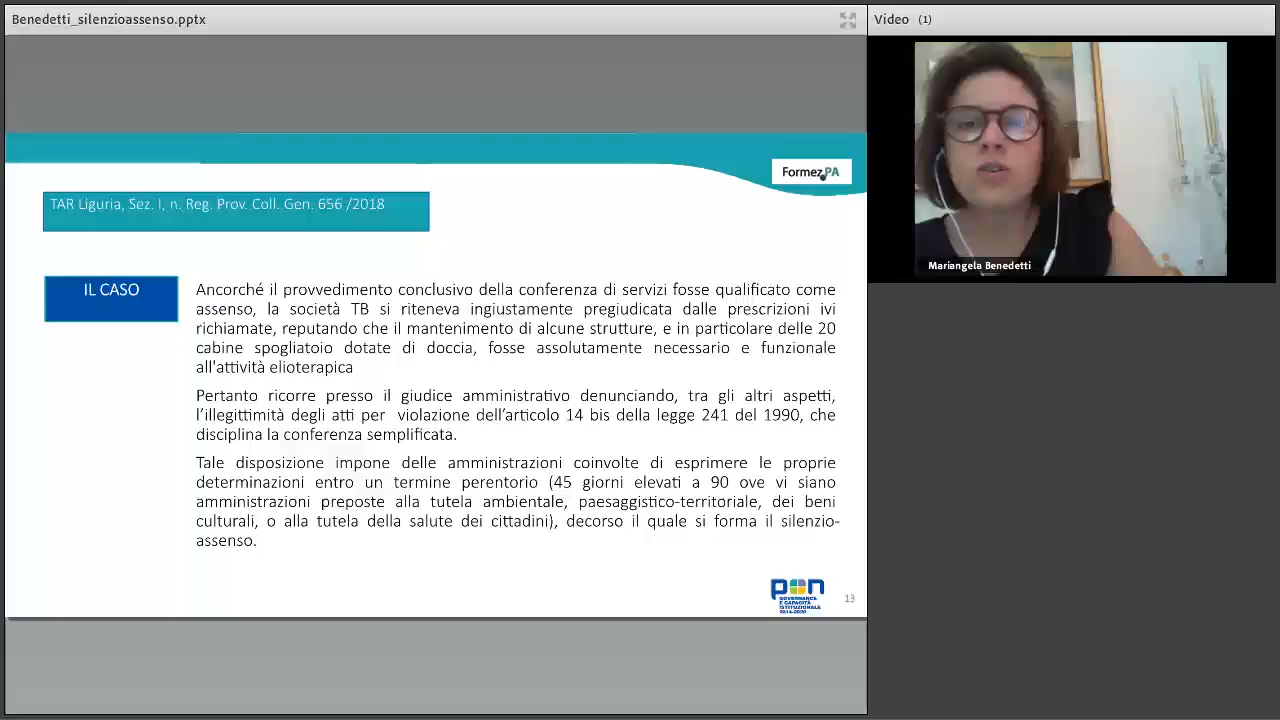 Benedetti_silenzioassenso.pptx
Video (1)
FormezPA
TAR Liguria, Sez. I, n. Reg. Prov. Coll. Gen. 656 /2018
IL CASO
Ancorché il provvedimento conclusivo della conferenza di servizi fosse qualificato come
assenso, la società TB si riteneva ingiustamente pregiudicata dalle prescrizioni ivi
richiamate, reputando che il mantenimento di alcune strutture, e in particolare delle 20
cabine spogliatoio dotate di doccia, fosse assolutamente necessario e funzionale
all'attività elioterapica
Pertanto ricorre presso il giudice amministrativo denunciando, tra gli altri aspetti,
l’illegittimità degli atti per violazione dell’articolo 14 bis della legge 241 del 1990, che
disciplina la conferenza semplificata.
Tale disposizione impone delle amministrazioni coinvolte di esprimere le proprie
determinazioni entro un termine perentorio (45 giorni elevati a 90 ove vi siano
amministrazioni preposte alla tutela ambientale, paesaggistico-territoriale, dei beni
culturali, o alla tutela della salute dei cittadini), decorso il quale si forma il silenzio-
assenso.
pon
GOVERNANCE
E CAPACITÀ
ISTITUZIONALE
2014-2020
13
Mariangela Benedetti